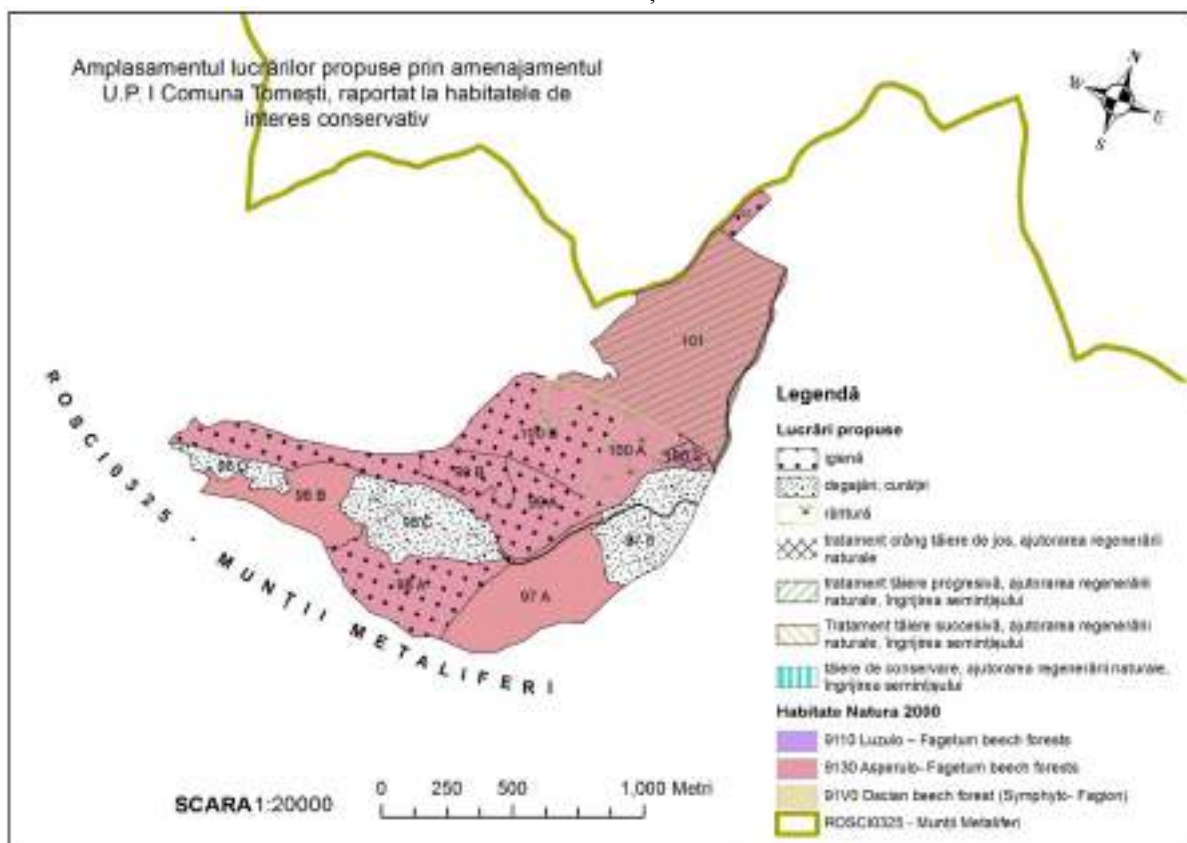 Amplasamentul lucrărilor propuse prin amenajamentul
U.P. I Comuna Tomești, raportat la habitatele de
interes conservativ
N
W
E
S
101
100 A
98 B
98 C
97 A
ROSCI0325 - MUNȚII METALIFERI
Legendă
Lucrări propuse
igienă
degajări, curățiri
răritură
tratament crâng tăiere de jos, ajutorarea regenerării
naturale
tratament tăiere progresivă, ajutorarea regenerării
naturale, îngrijirea semințișului
Tratament tăiere succesivă, ajutorarea regenerării
naturale, îngrijirea semințișului
tăiere de conservare, ajutorarea regenerării naturale,
îngrijirea semințișului
Habitate Natura 2000
9110 Luzulo – Fagetum beech forests
9130 Asperulo- Fagetum beech forests
91V0 Dacian beech forest (Symphyto- Fagion)
ROSCI0325 - Munții Metaliferi
SCARA1:20000
0 250 500 1,000 Metri